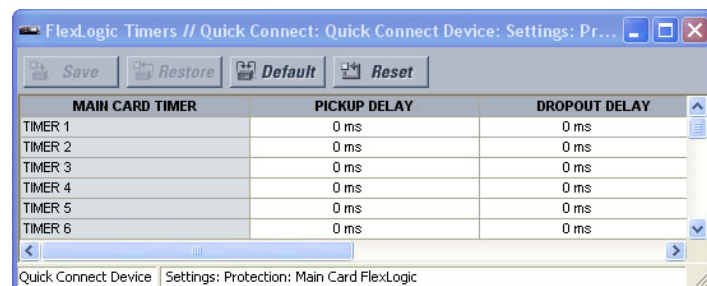 FlexLogic Timers // Quick Connect: Quick Connect Device: Settings: Pr...
Save Restore Default Reset
MAIN CARD TIMER PICKUP DELAY DROPOUT DELAY
TIMER 1 0 ms 0 ms
TIMER 2 0 ms 0 ms
TIMER 3 0 ms 0 ms
TIMER 4 0 ms 0 ms
TIMER 5 0 ms 0 ms
TIMER 6 0 ms 0 ms
Quick Connect Device Settings: Protection: Main Card FlexLogic